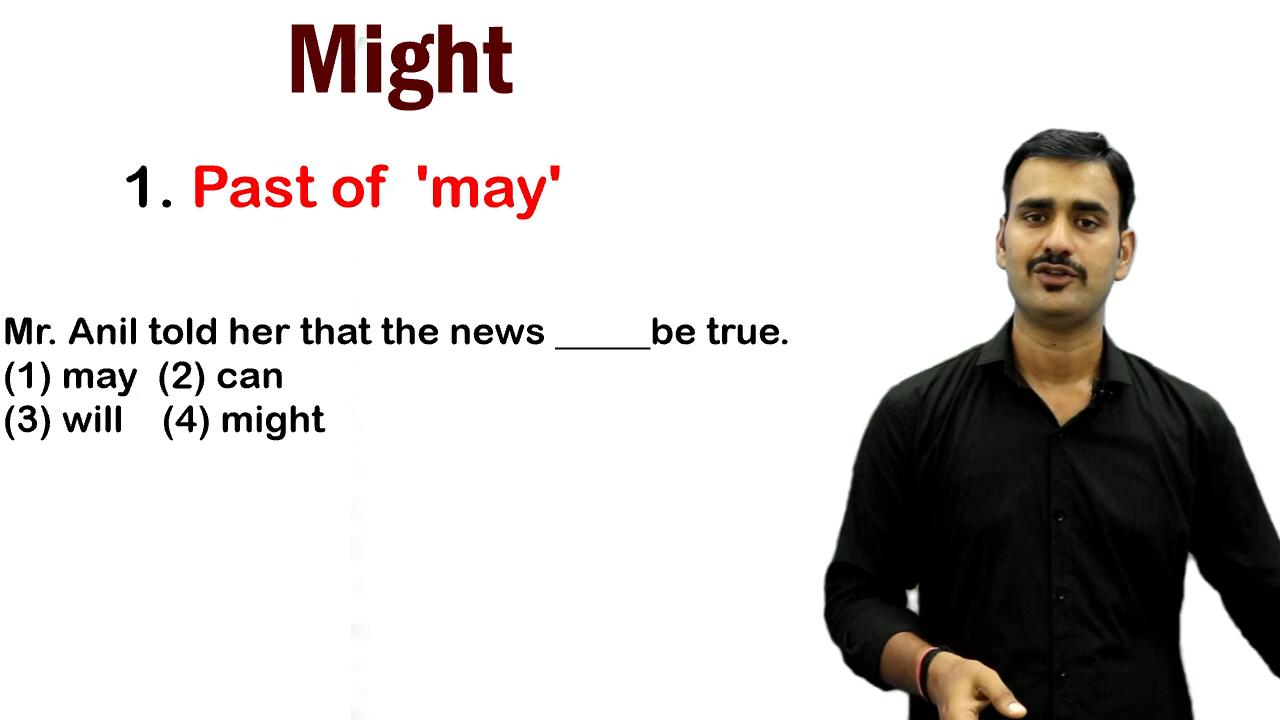 Might
1. Past of 'may'
Mr. Anil told her that the news _____be true.
(1) may (2) can
(3) will (4) might